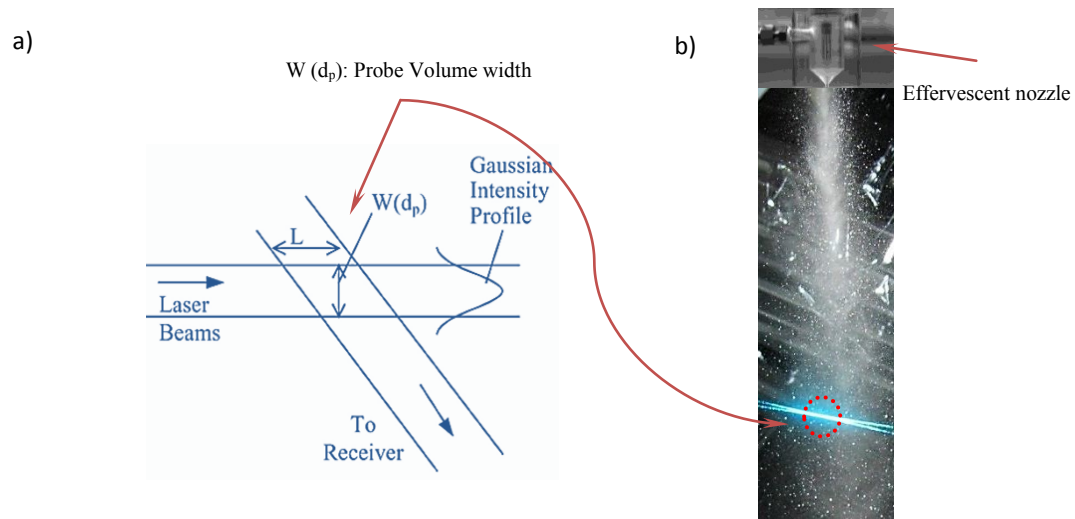 a)
W (dₚ): Probe Volume width
Gaussian
Intensity
Profile
W(dₚ)
L
Laser
Beams
To
Receiver
b)
Effervescent nozzle